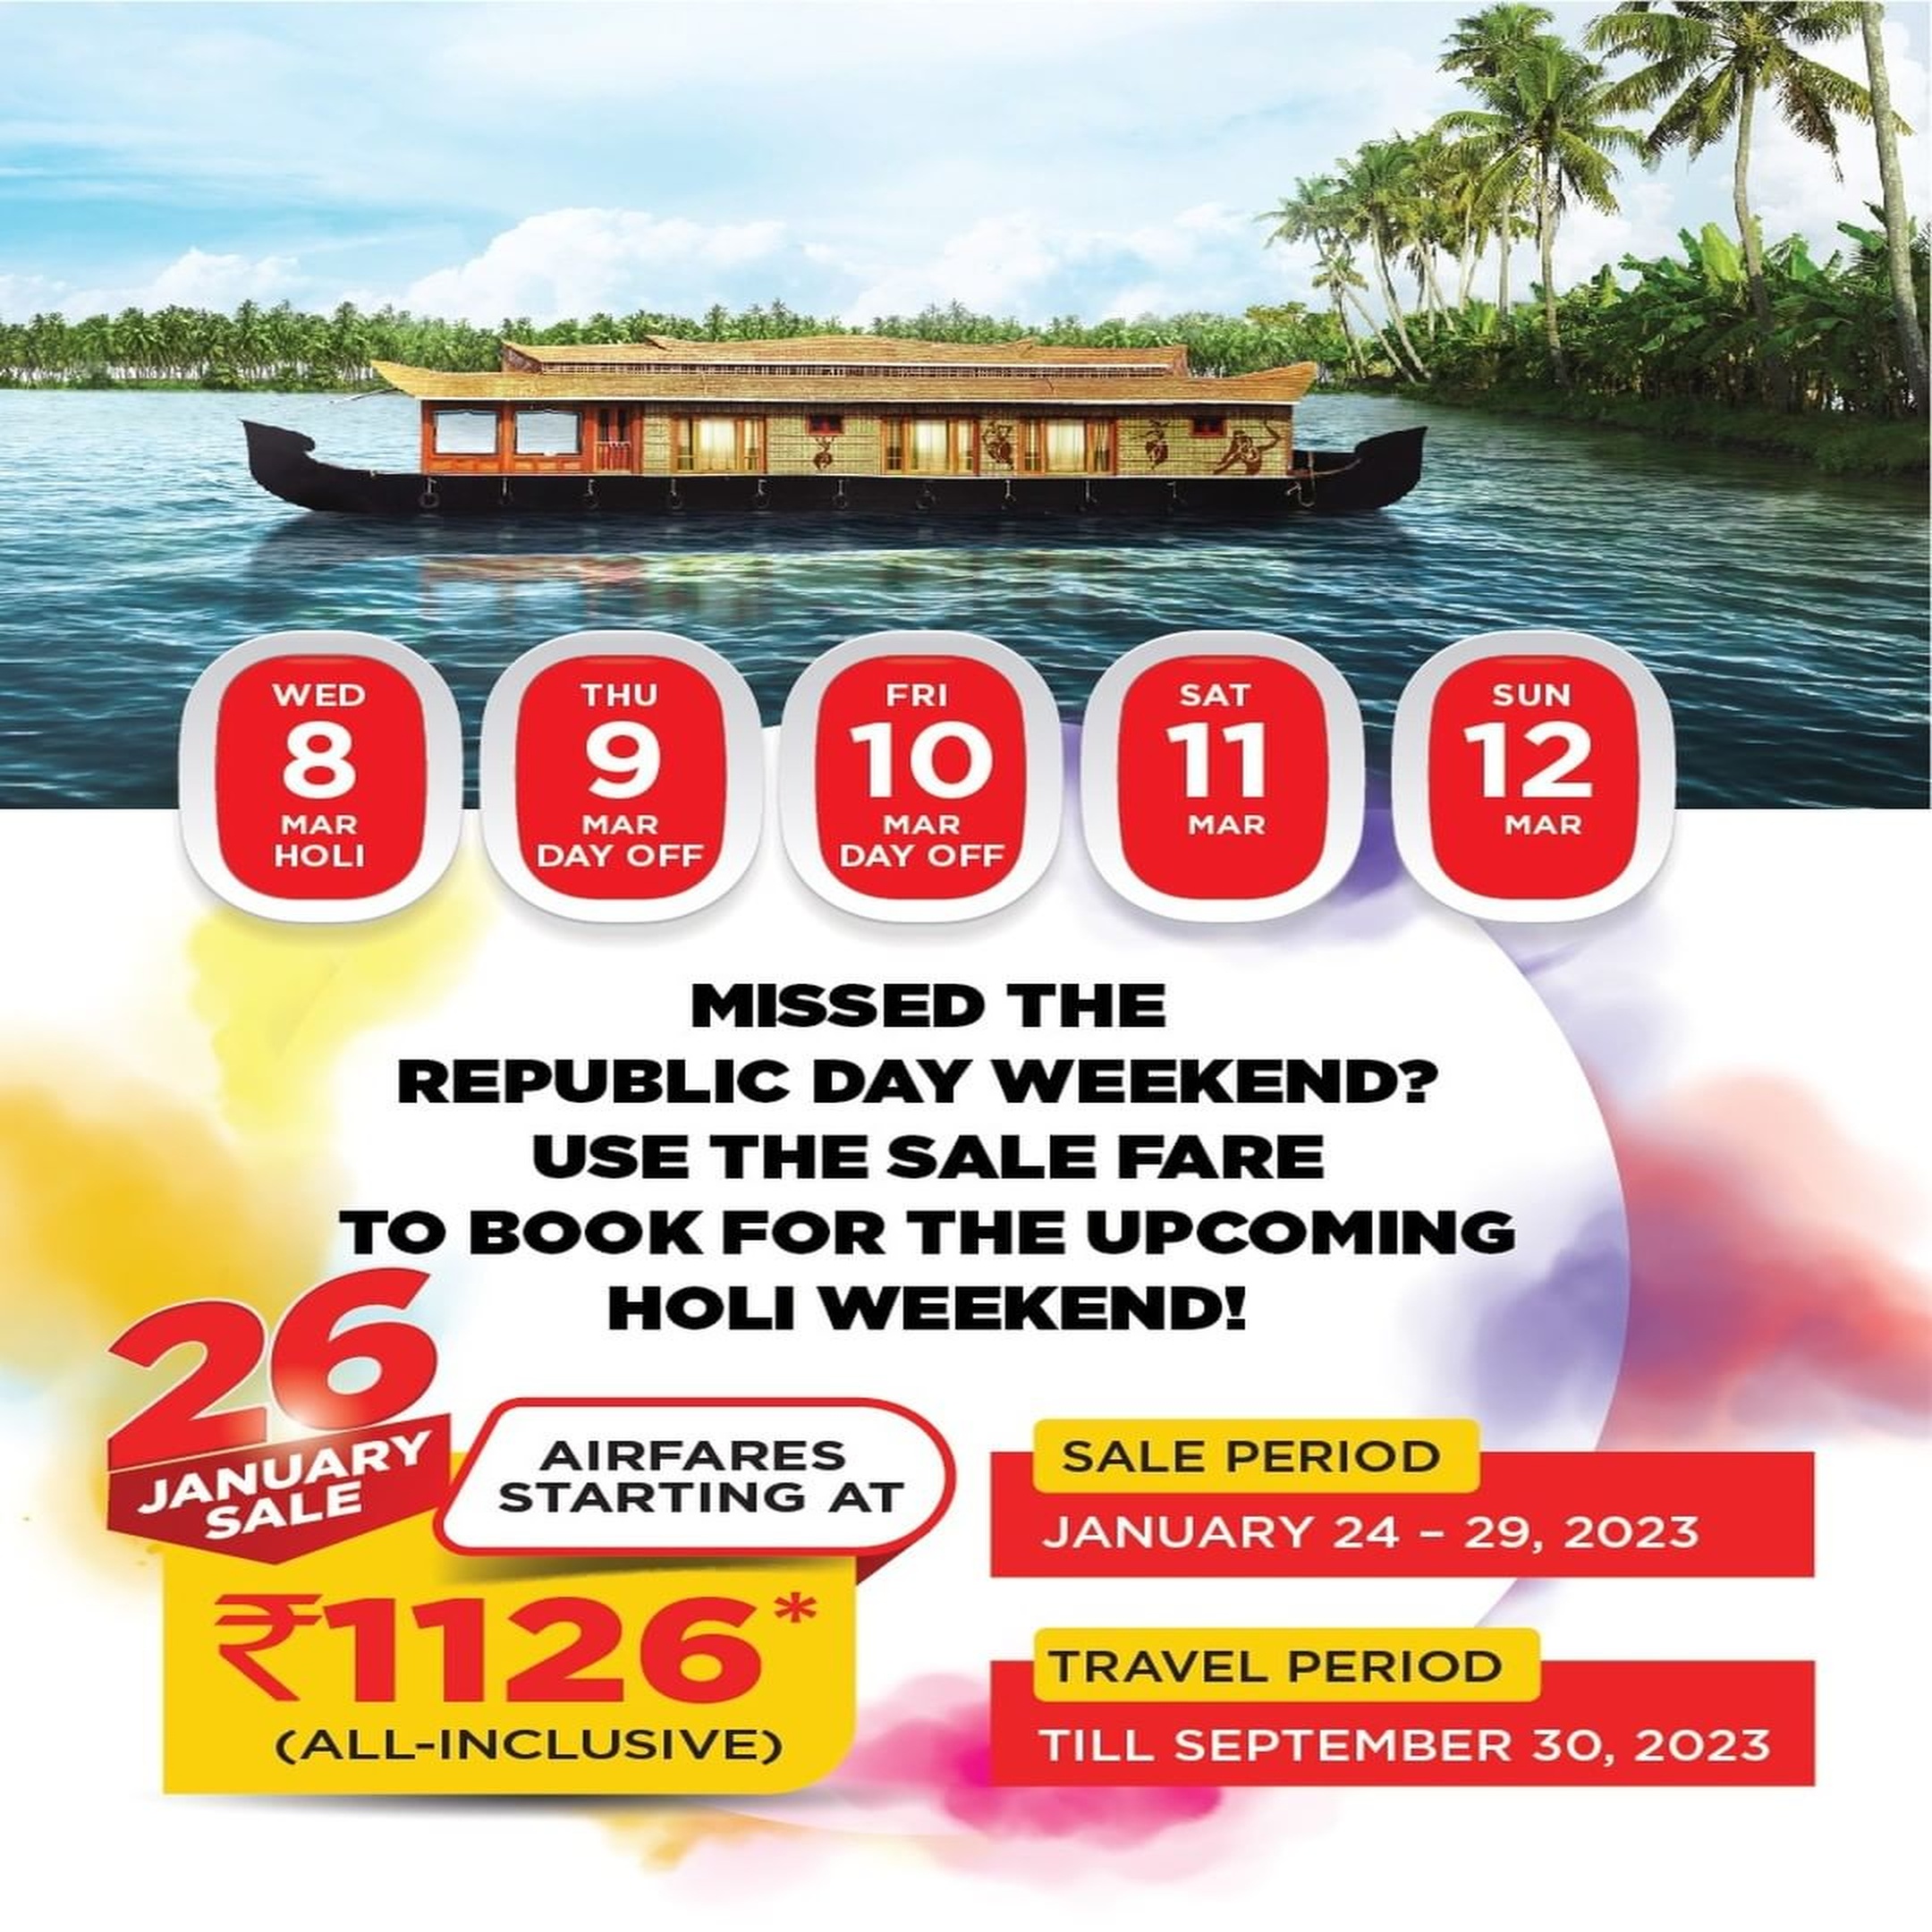 WED
8
MAR
HOLI
THU
9
MAR
DAY OFF
FRI
10
MAR
DAY OFF
SAT
11
MAR
SUN
12
MAR
MISSED THE
REPUBLIC DAY WEEKEND?
USE THE SALE FARE
TO BOOK FOR THE UPCOMING
HOLI WEEKEND!
26
JANUARY
SALE
AIRFARES
STARTING AT
₹1126*
(ALL-INCLUSIVE)
SALE PERIOD
JANUARY 24 – 29, 2023
TRAVEL PERIOD
TILL SEPTEMBER 30, 2023